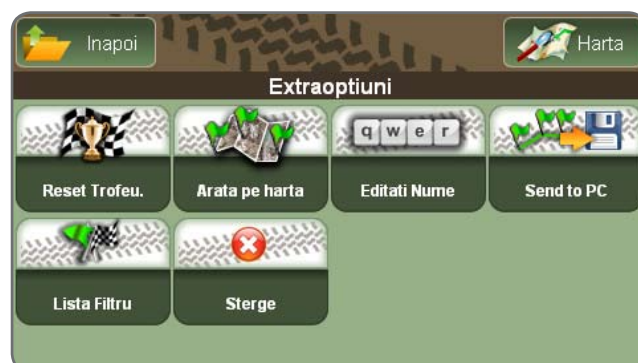 Inapoi
Harta
Extraoptiuni
Reset Trofeu.
Arata pe harta
q w e r
Editati Nume
Send to PC
Lista Filtru
Sterge